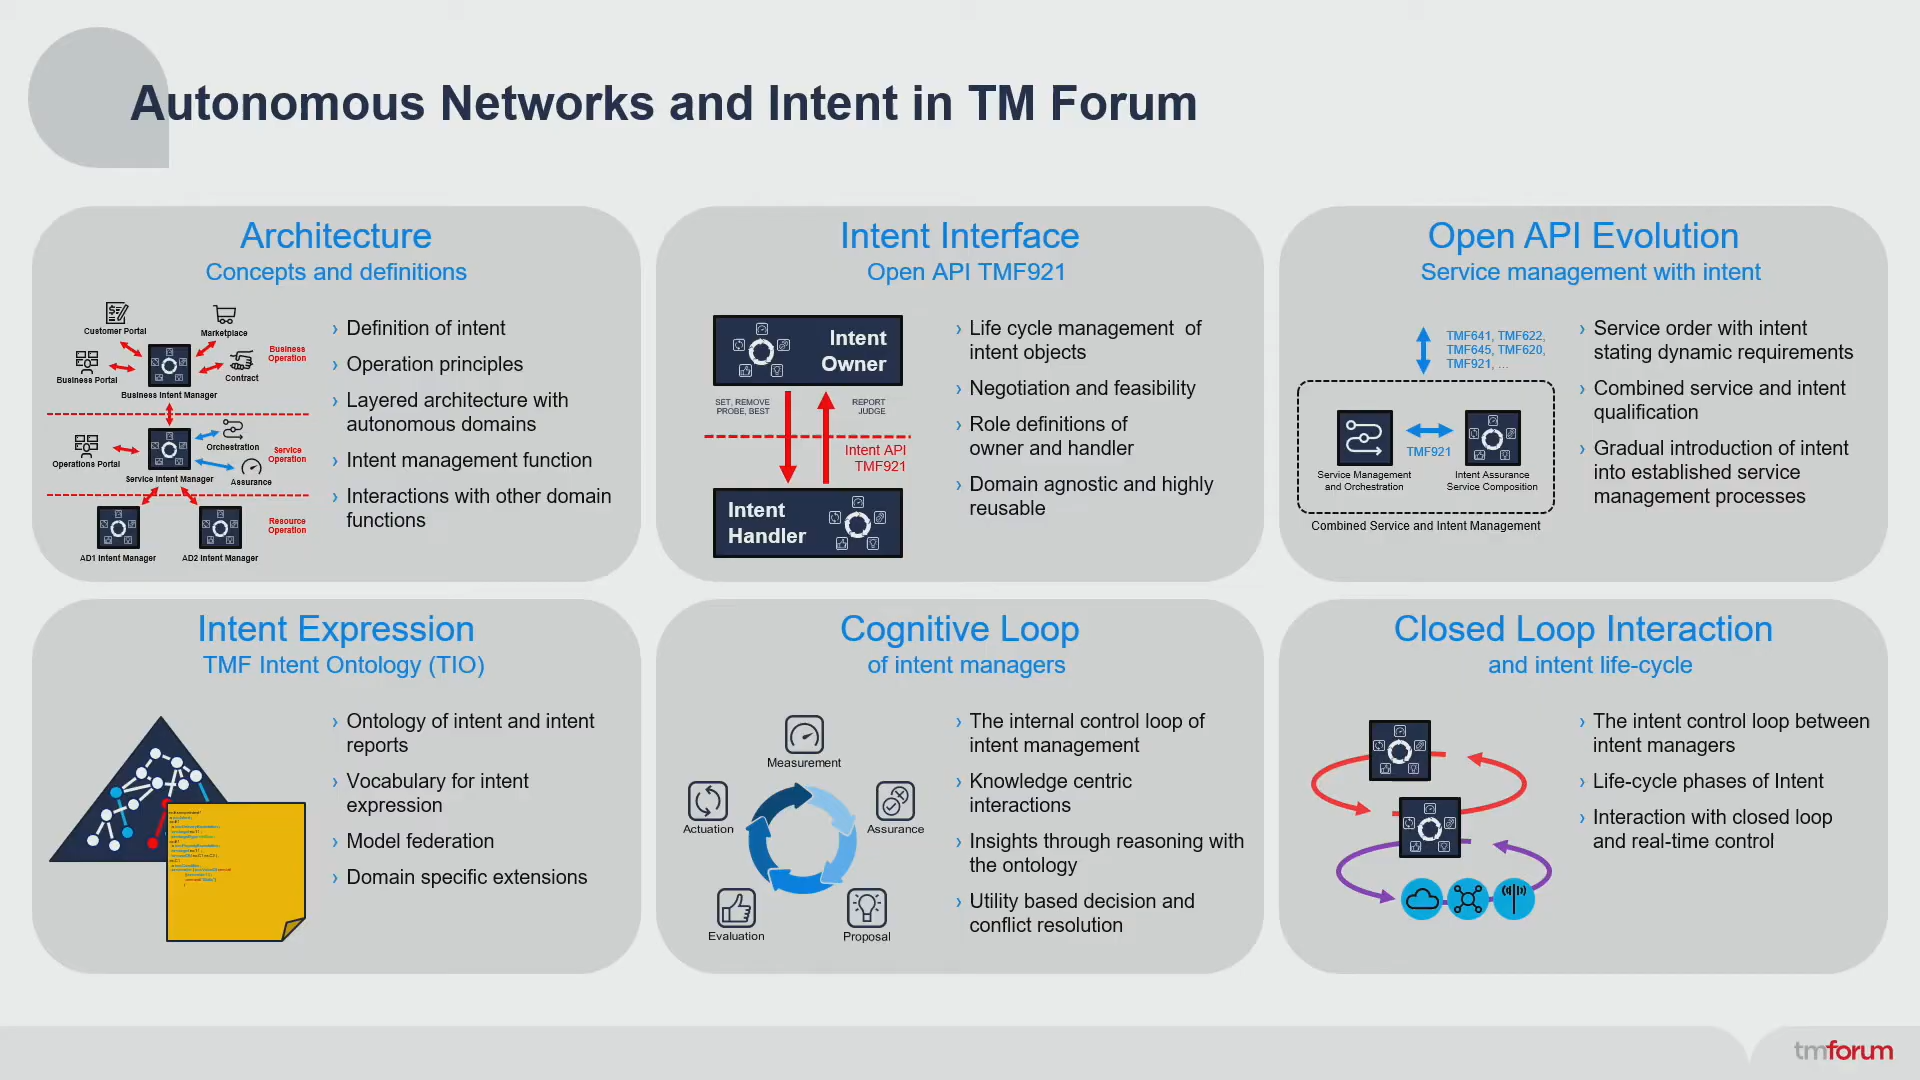 Autonomous Networks and Intent in TM Forum
Architecture
Concepts and definitions
Customer Portal
Marketplace
Business
Operation
Business Portal
Contract
Business Intent Manager
Orchestration
Operations Portal
Service
Operation
Service Intent Manager
Assurance
Resource
Operation
AD1 Intent Manager
AD2 Intent Manager
› Definition of intent
› Operation principles
› Layered architecture with
autonomous domains
› Intent management function
› Interactions with other domain
functions
Intent Interface
Open API TMF921
Intent
Owner
SET, REMOVE
PROBE, BEST
REPORT
JUDGE
Intent API
TMF921
Intent
Handler
› Life cycle management of
intent objects
› Negotiation and feasibility
› Role definitions of
owner and handler
› Domain agnostic and highly
reusable
Open API Evolution
Service management with intent
TMF641, TMF622,
TMF645, TMF620,
TMF921, ...
TMF921
Service Management
and Orchestration
Intent Assurance
Service Composition
Combined Service and Intent Management
› Service order with intent
stating dynamic requirements
› Combined service and intent
qualification
› Gradual introduction of intent
into established service
management processes
Intent Expression
TMF Intent Ontology (TIO)
› Ontology of intent and intent
reports
› Vocabulary for intent
expression
› Model federation
› Domain specific extensions
Cognitive Loop
of intent managers
Measurement
Actuation
Assurance
Evaluation
Proposal
› The internal control loop of
intent management
› Knowledge centric
interactions
› Insights through reasoning with
the ontology
› Utility based decision and
conflict resolution
Closed Loop Interaction
and intent life-cycle
› The intent control loop between
intent managers
› Life-cycle phases of Intent
› Interaction with closed loop
and real-time control
tmforum